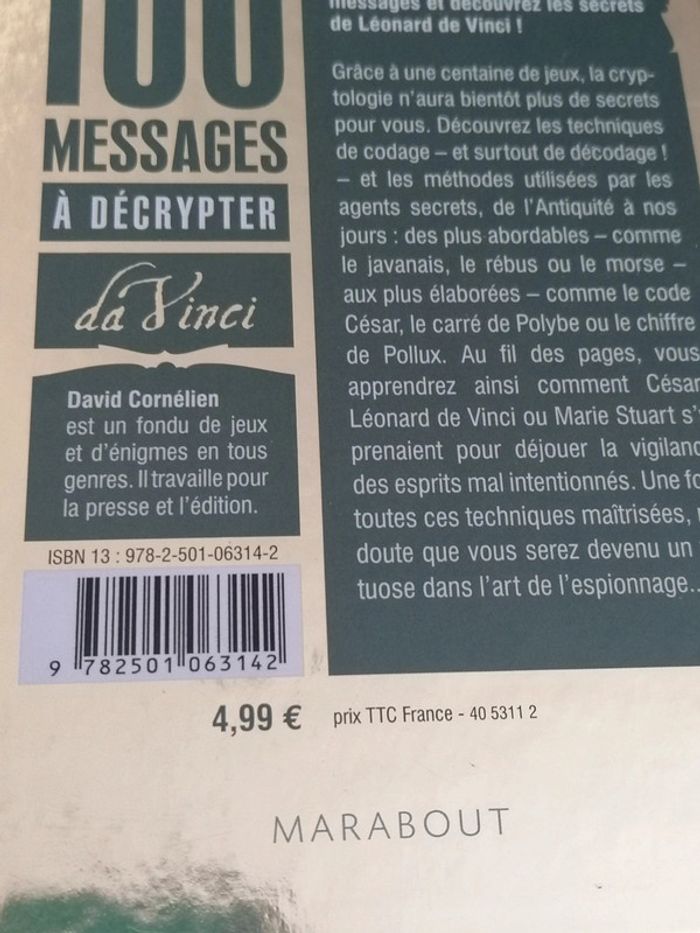 100
MESSAGES
À DÉCRYPTER
da Vinci
David Cornélien
est un fondu de jeux
et d'énigmes en tous
genres. Il travaille pour
la presse et l'édition.
ISBN 13 : 978-2-501-06314-2
9 782501 063142
4,99 €
messages et découvrez les secrets
de Léonard de Vinci !
Grâce à une centaine de jeux, la cryp-
tologie n'aura bientôt plus de secrets
pour vous. Découvrez les techniques
de codage – et surtout de décodage !
– et les méthodes utilisées par les
agents secrets, de l'Antiquité à nos
jours : des plus abordables – comme
le javanais, le rébus ou le morse –
aux plus élaborées – comme le code
César, le carré de Polybe ou le chiffre
de Pollux. Au fil des pages, vous
apprendrez ainsi comment César
Léonard de Vinci ou Marie Stuart s'
prenaient pour déjouer la
des esprits mal intentionnés. Une
toutes ces techniques maîtrisées,
doute que vous serez devenu un
tuose dans l'art de l'espionnage..
prix TTC France - 40 5311 2
MARABOUT